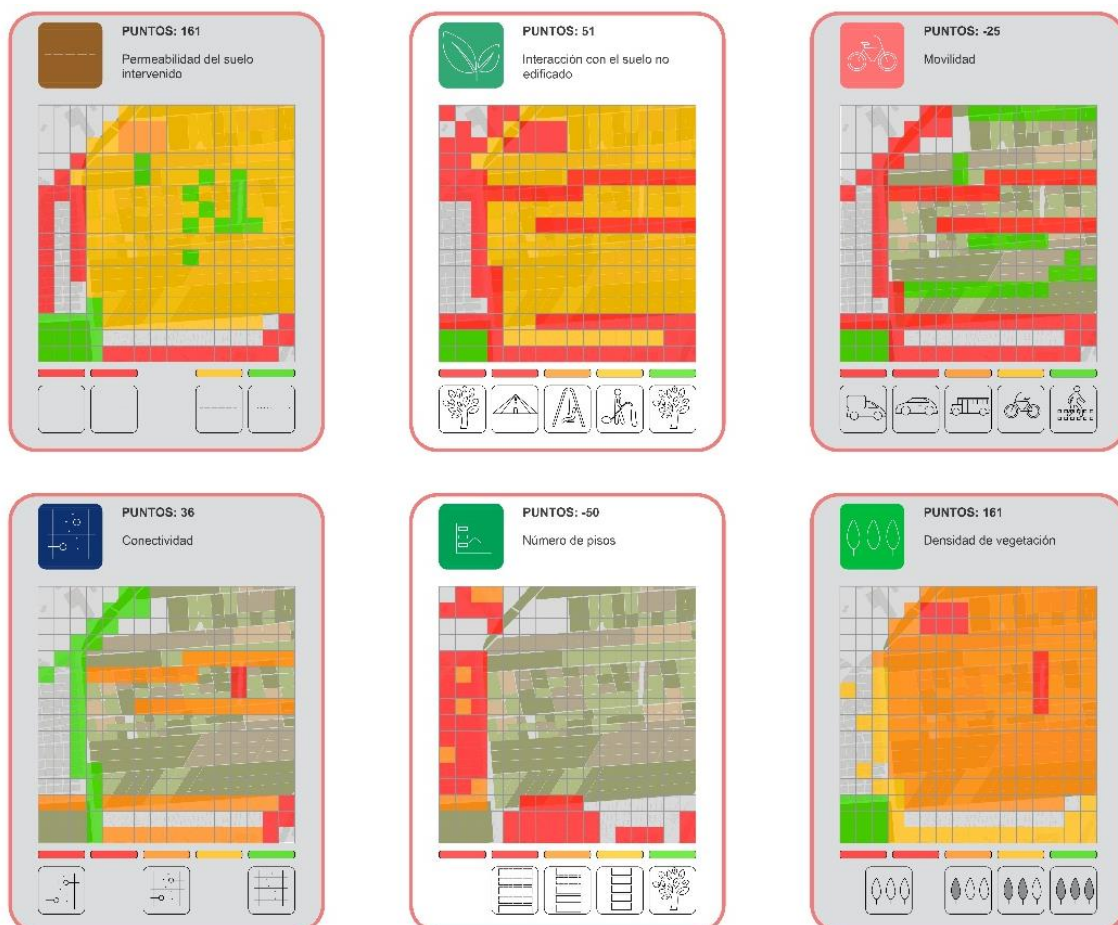 PUNTOS: 161
Permeabilidad del suelo
intervenido
PUNTOS: 51
Interacción con el suelo no
edificado
PUNTOS: -25
Movilidad
PUNTOS: 36
Conectividad
PUNTOS: -50
Número de pisos
PUNTOS: 161
Densidad de vegetación